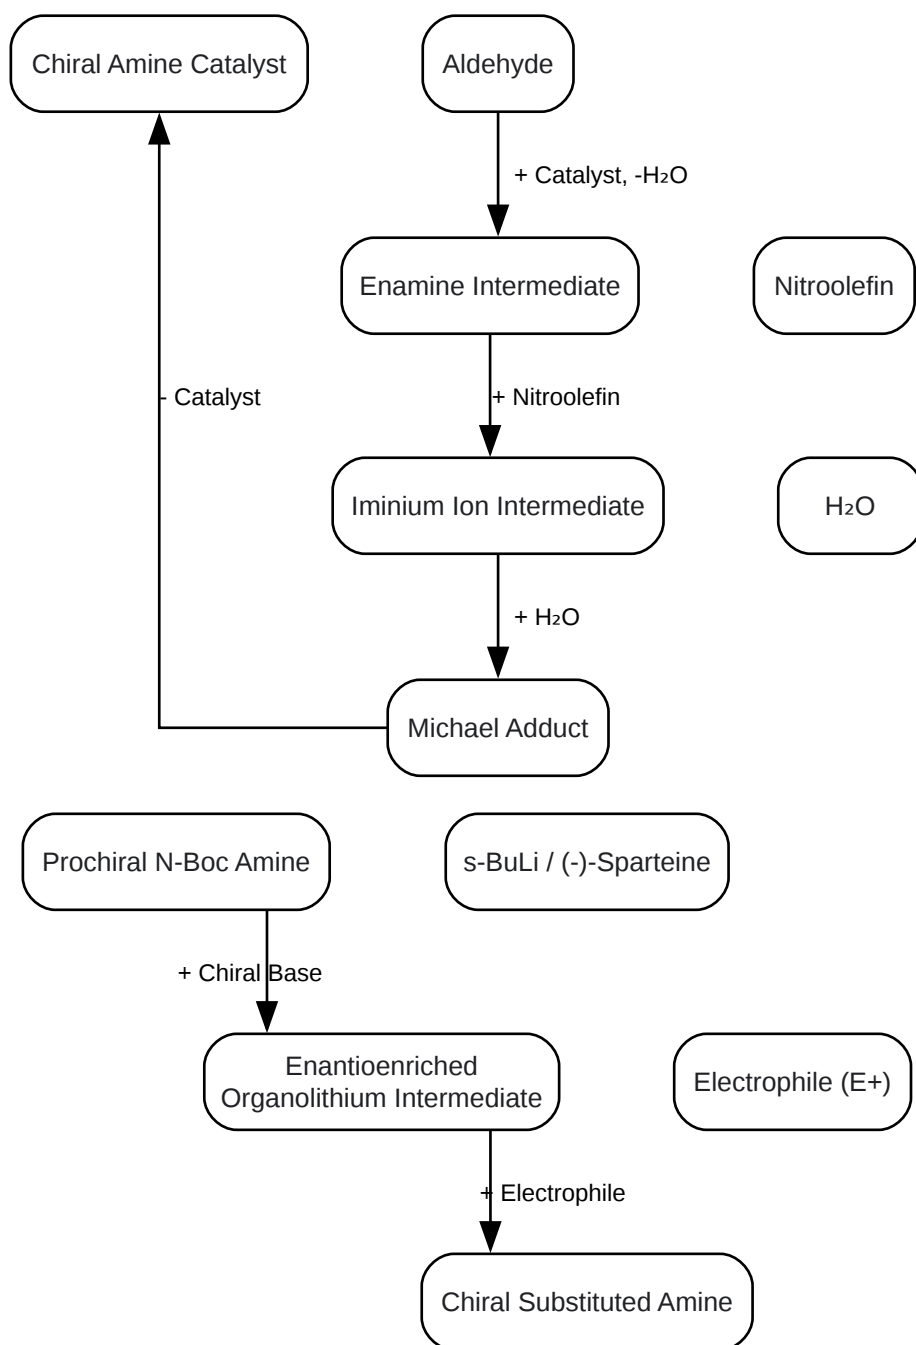 Chiral Amine Catalyst
Aldehyde
+ Catalyst, -H₂O
Enamine Intermediate
Nitroolefin
- Catalyst
+ Nitroolefin
Iminium Ion Intermediate
H₂O
+ H₂O
Michael Adduct
Prochiral N-Boc Amine
s-BuLi / (-)-Sparteine
+ Chiral Base
Enantioenriched
Organolithium Intermediate
Electrophile (E+)
+ Electrophile
Chiral Substituted Amine